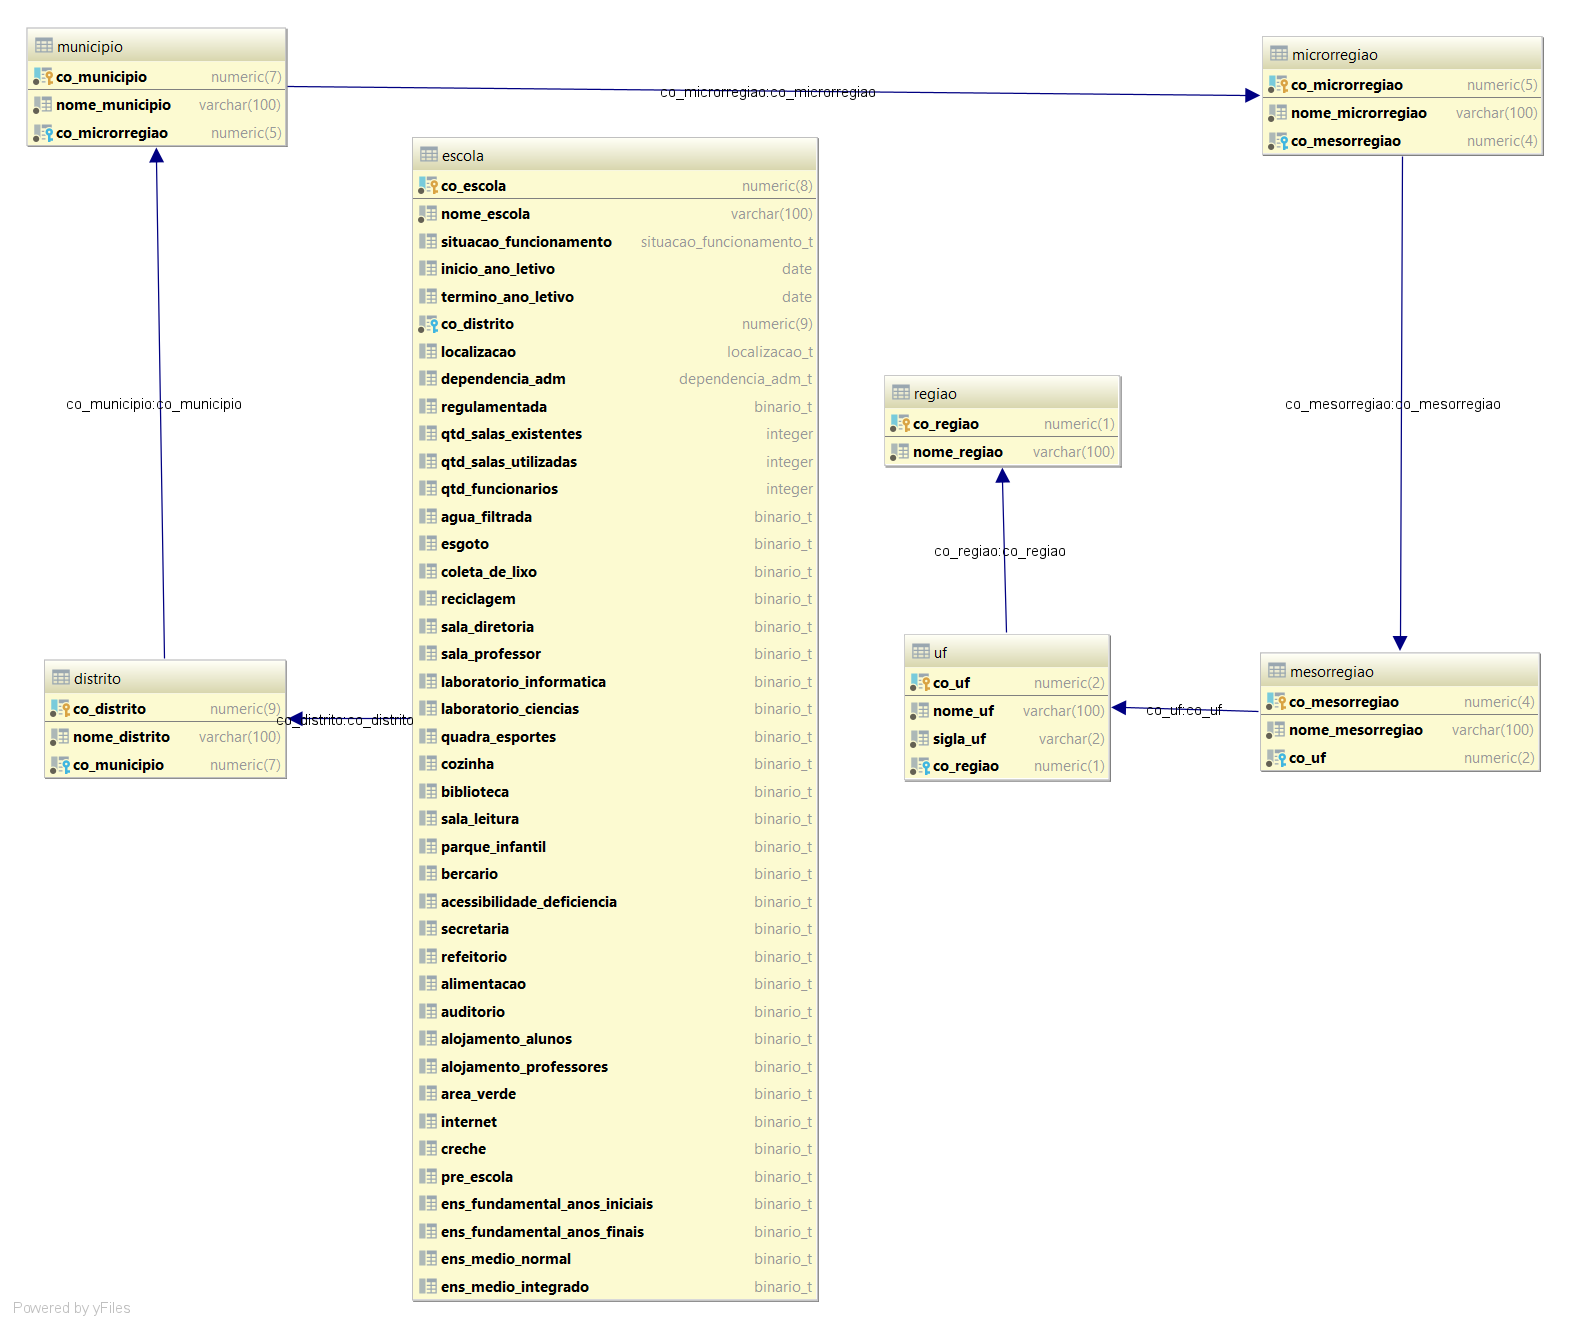 municipio
co_municipio numeric(7)
nome_municipio varchar(100)
co_microrregiao numeric(5)
co_microrregiao:co_microrregiao
microrregiao
co_microrregiao numeric(5)
nome_microrregiao varchar(100)
co_mesorregiao numeric(4)
co_municipio:co_municipio
distrito
co_distrito numeric(9)
nome_distrito varchar(100)
co_municipio numeric(7)
co_distrito:co_distrito
escola
co_escola numeric(8)
nome_escola varchar(100)
situacao_funcionamento situacao_funcionamento_t
inicio_ano_letivo date
termino_ano_letivo date
co_distrito numeric(9)
localizacao localizacao_t
dependencia_adm dependencia_adm_t
regulamentada binario_t
qtd_salas_existentes integer
qtd_salas_utilizadas integer
qtd_funcionarios integer
agua_filtrada binario_t
esgoto binario_t
coleta_de_lixo binario_t
reciclagem binario_t
sala_diretoria binario_t
sala_professor binario_t
laboratorio_informatica binario_t
laboratorio_ciencias binario_t
quadra_esportes binario_t
cozinha binario_t
biblioteca binario_t
sala_leitura binario_t
parque_infantil binario_t
bercario binario_t
acessibilidade_deficiencia binario_t
secretaria binario_t
refeitorio binario_t
alimentacao binario_t
auditorio binario_t
alojamento_alunos binario_t
alojamento_professores binario_t
area_verde binario_t
internet binario_t
creche binario_t
pre_escola binario_t
ens_fundamental_anos_iniciais binario_t
ens_fundamental_anos_finais binario_t
ens_medio_normal binario_t
ens_medio_integrado binario_t
regiao
co_regiao numeric(1)
nome_regiao varchar(100)
co_regiao:co_regiao
uf
co_uf numeric(2)
nome_uf varchar(100)
sigla_uf varchar(2)
co_regiao numeric(1)
co_uf:co_uf
co_mesorregiao:co_mesorregiao
mesorregiao
co_mesorregiao numeric(4)
nome_mesorregiao varchar(100)
co_uf numeric(2)
Powered by yFiles